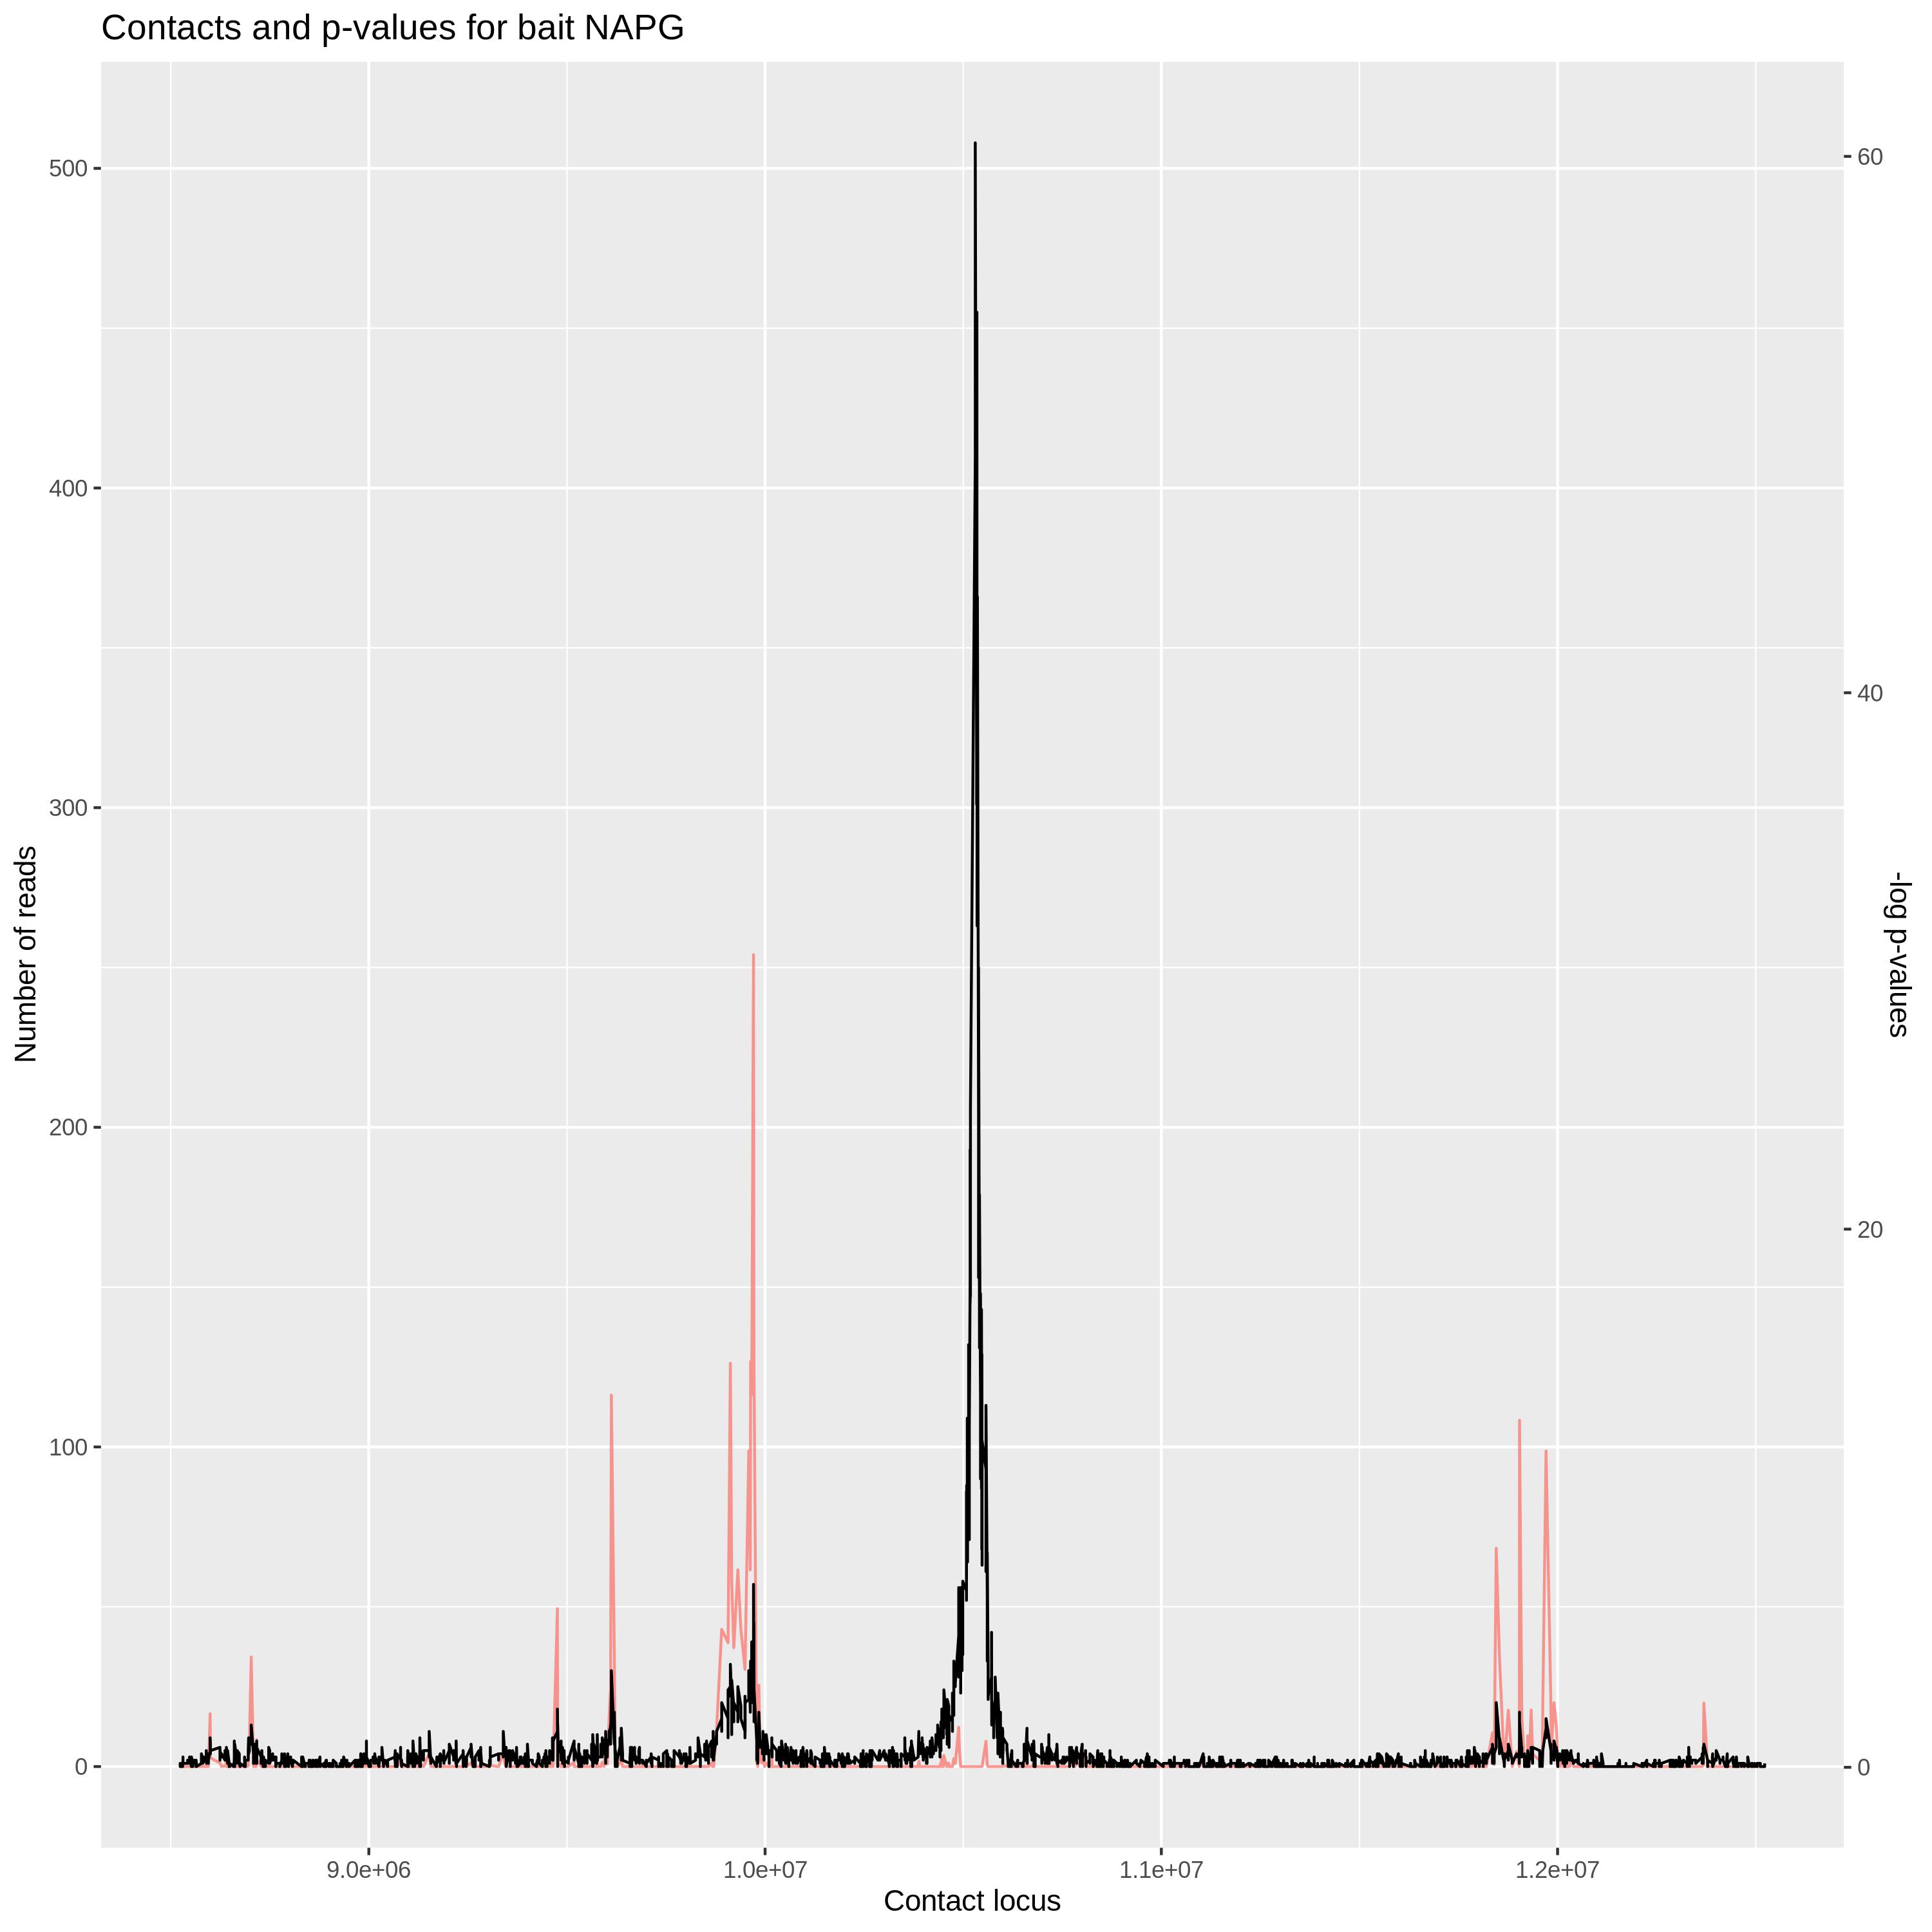 Contacts and p-values for bait NAPG
500
400
300
200
100
0
Number of reads
60
40
20
0
-log p-values
9.0e+06
1.0e+07
1.1e+07
1.2e+07
Contact locus